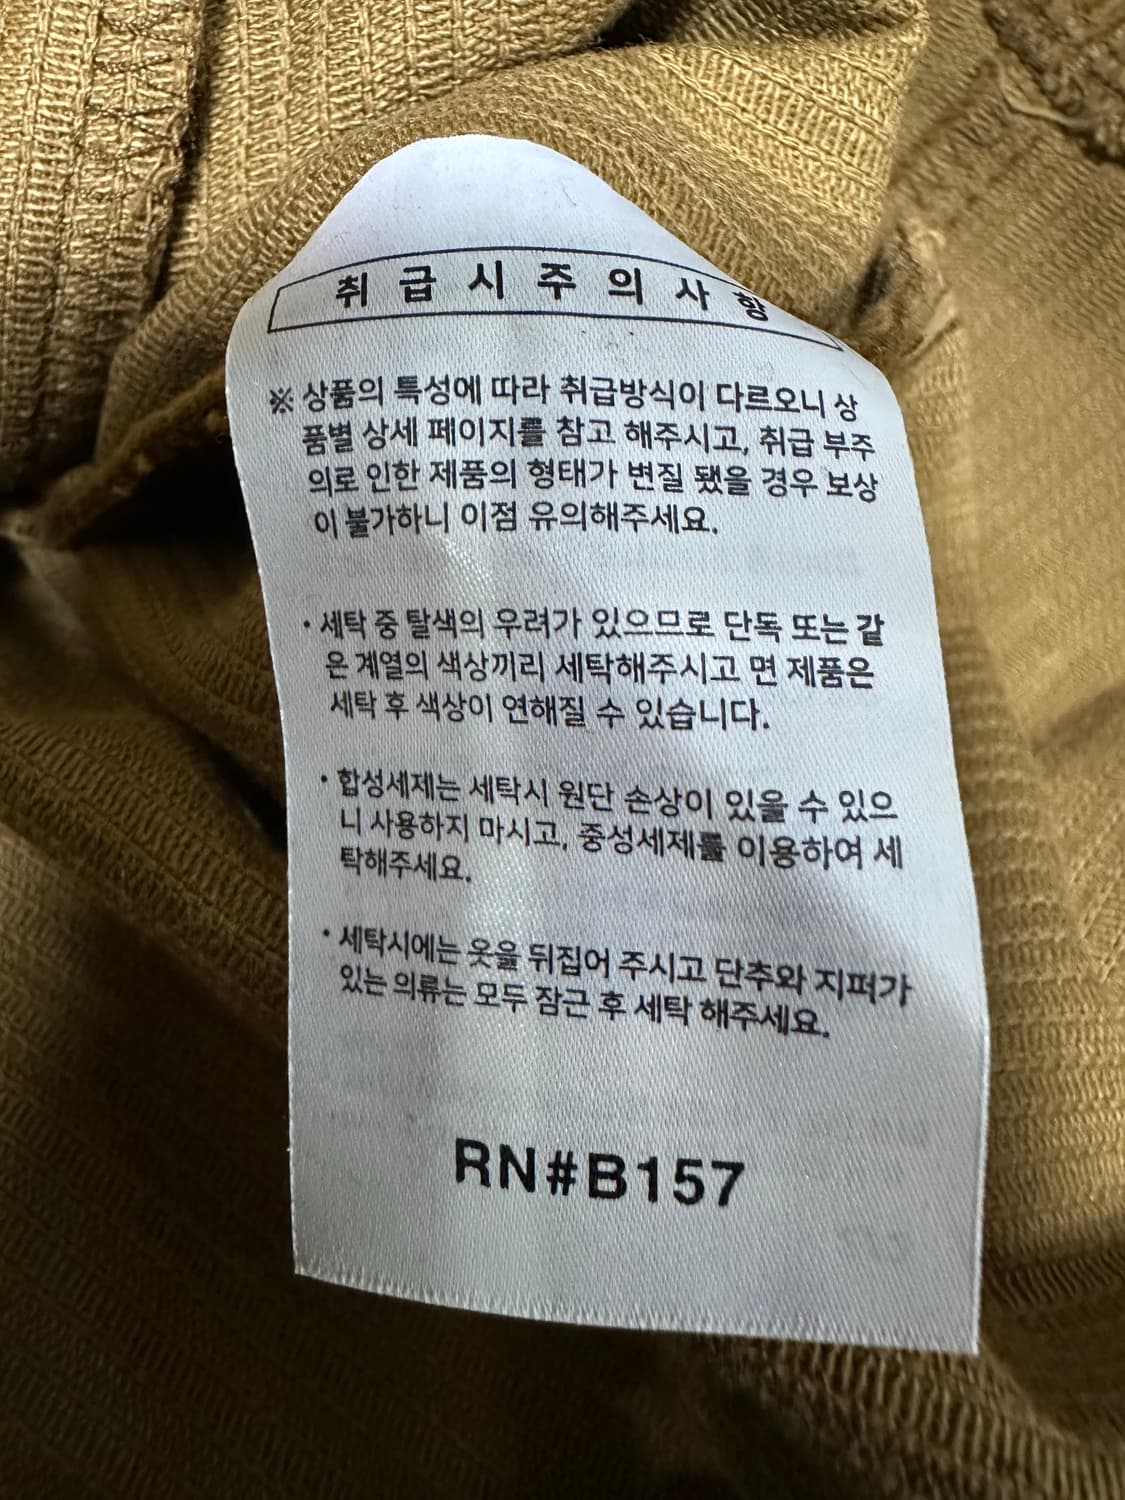 취급시주의사항
※ 상품의 특성에 따라 취급방식이 다르오니 상
품별 상세 페이지를 참고 해주시고, 취급 부주
의로 인한 제품의 형태가 변질 됐을 경우 보상
이 불가하니 이점 유의해주세요.
· 세탁 중 탈색의 우려가 있으므로 단독 또는 같
은 계열의 색상끼리 세탁해주시고 면 제품은
세탁 후 색상이 연해질 수 있습니다.
· 합성세제는 세탁시 원단 손상이 있을 수 있으
니 사용하지 마시고, 중성세제를 이용하여 세
탁해주세요.
· 세탁시에는 옷을 뒤집어 주시고 단추와 지퍼가
있는 의류는 모두 잠근 후 세탁 해주세요.
RN#B157